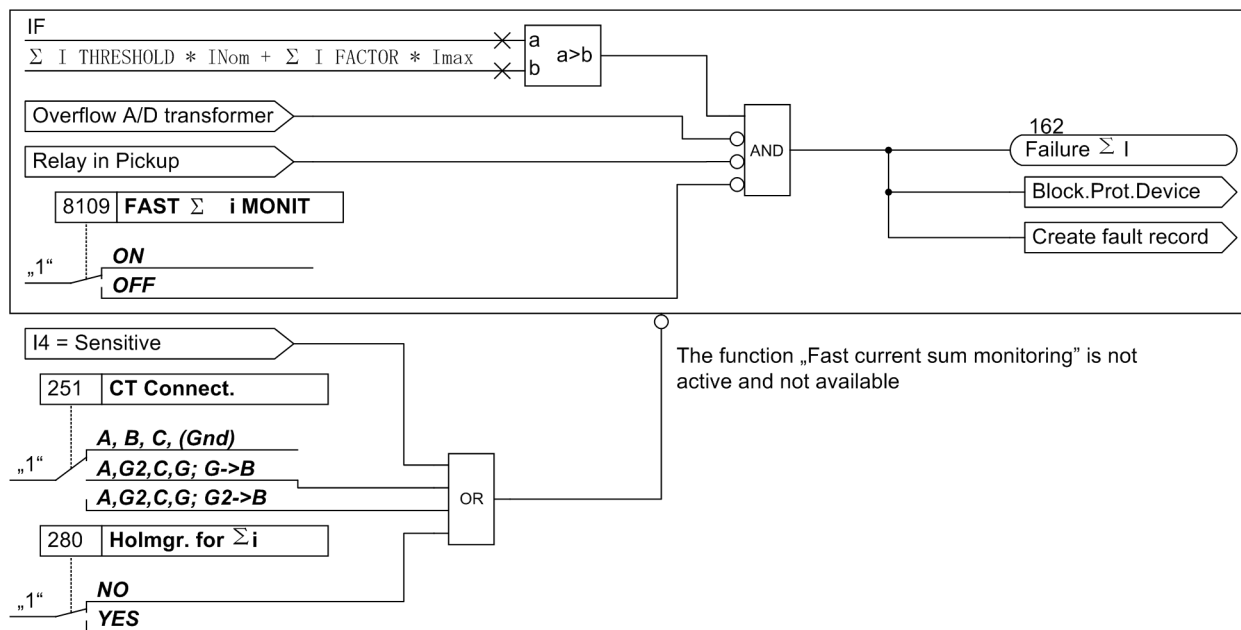 IF
Σ I THRESHOLD * INom + Σ I FACTOR * Imax
a
b
a>b
Overflow A/D transformer
Relay in Pickup
AND
162
Failure Σ I
Block.Prot.Device
Create fault record
8109 FAST Σ i MONIT
„1“
ON
OFF
I4 = Sensitive
The function „Fast current sum monitoring” is not
active and not available
251 CT Connect.
„1“
A, B, C, (Gnd)
A,G2,C,G; G->B
A,G2,C,G; G2->B
OR
280 Holmgr. for Σi
„1“
NO
YES